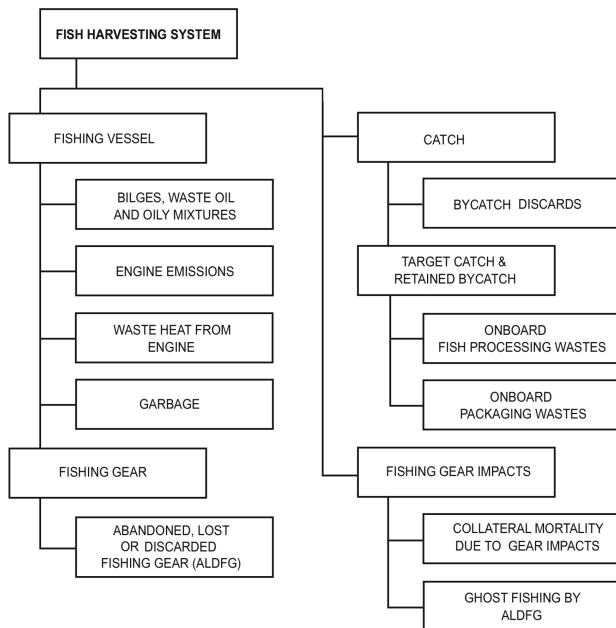 FISH HARVESTING SYSTEM
FISHING VESSEL
BILGES, WASTE OIL
AND OILY MIXTURES
ENGINE EMISSIONS
WASTE HEAT FROM
ENGINE
GARBAGE
FISHING GEAR
ABANDONED, LOST
OR DISCARDED
FISHING GEAR (ALDFG)
CATCH
BYCATCH DISCARDS
TARGET CATCH &
RETAINED BYCATCH
ONBOARD
FISH PROCESSING WASTES
ONBOARD
PACKAGING WASTES
FISHING GEAR IMPACTS
COLLATERAL MORTALITY
DUE TO GEAR IMPACTS
GHOST FISHING BY
ALDFG